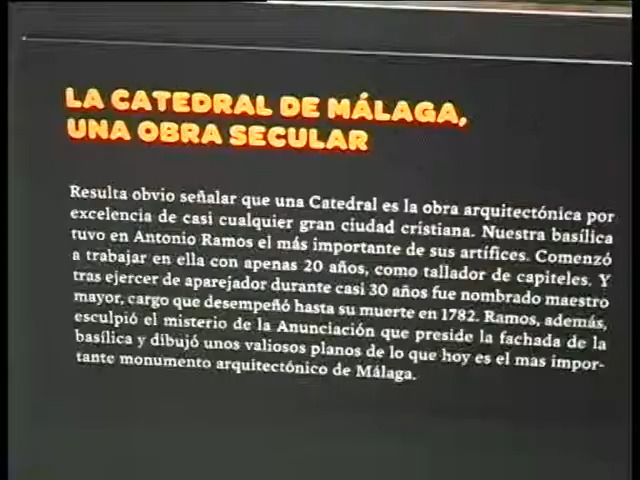 LA CATEDRAL DE MÁLAGA,
UNA OBRA SECULAR
Resulta obvio señalar que una Catedral es la obra arquitectónica por
excelencia de casi cualquier gran ciudad cristiana. Nuestra basílica
tuvo en Antonio Ramos el más importante de sus artífices. Comenzó
a trabajar en ella con apenas 20 años, como tallador de capiteles. Y
tras ejercer de aparejador durante casi 30 años fue nombrado maestro
mayor, cargo que desempeñó hasta su muerte en 1782. Ramos, además,
esculpió el misterio de la Anunciación que preside la fachada de la
basílica y dibujó unos valiosos planos de lo que hoy es el mas impor-
tante monumento arquitectónico de Málaga.